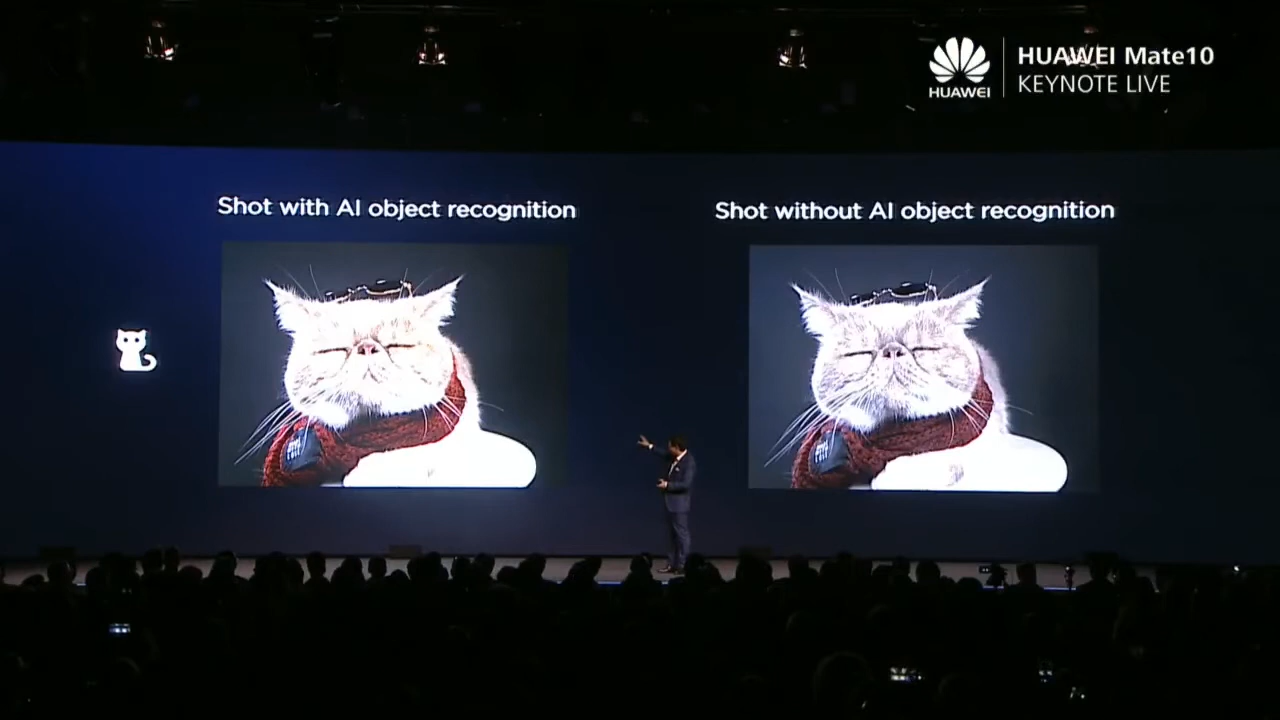 HUAWEI
HUAWEI Mate10
KEYNOTE LIVE
Shot with AI object recognition
Shot without AI object recognition